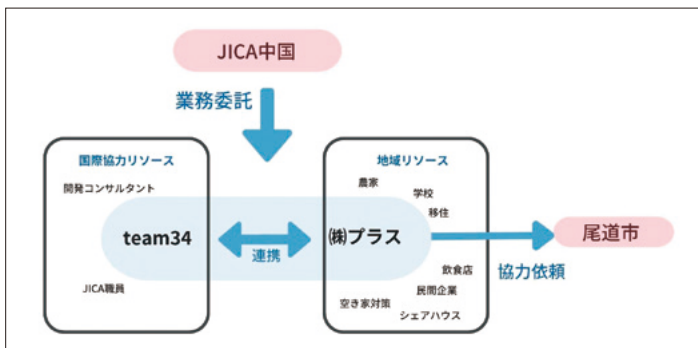 JICA中国
業務委託
国際協力リソース
開発コンサルタント
team34
JICA職員
連携
地域リソース
農家
学校
移住
㈱プラス
飲食店
民間企業
空き家対策
シェアハウス
協力依頼
尾道市